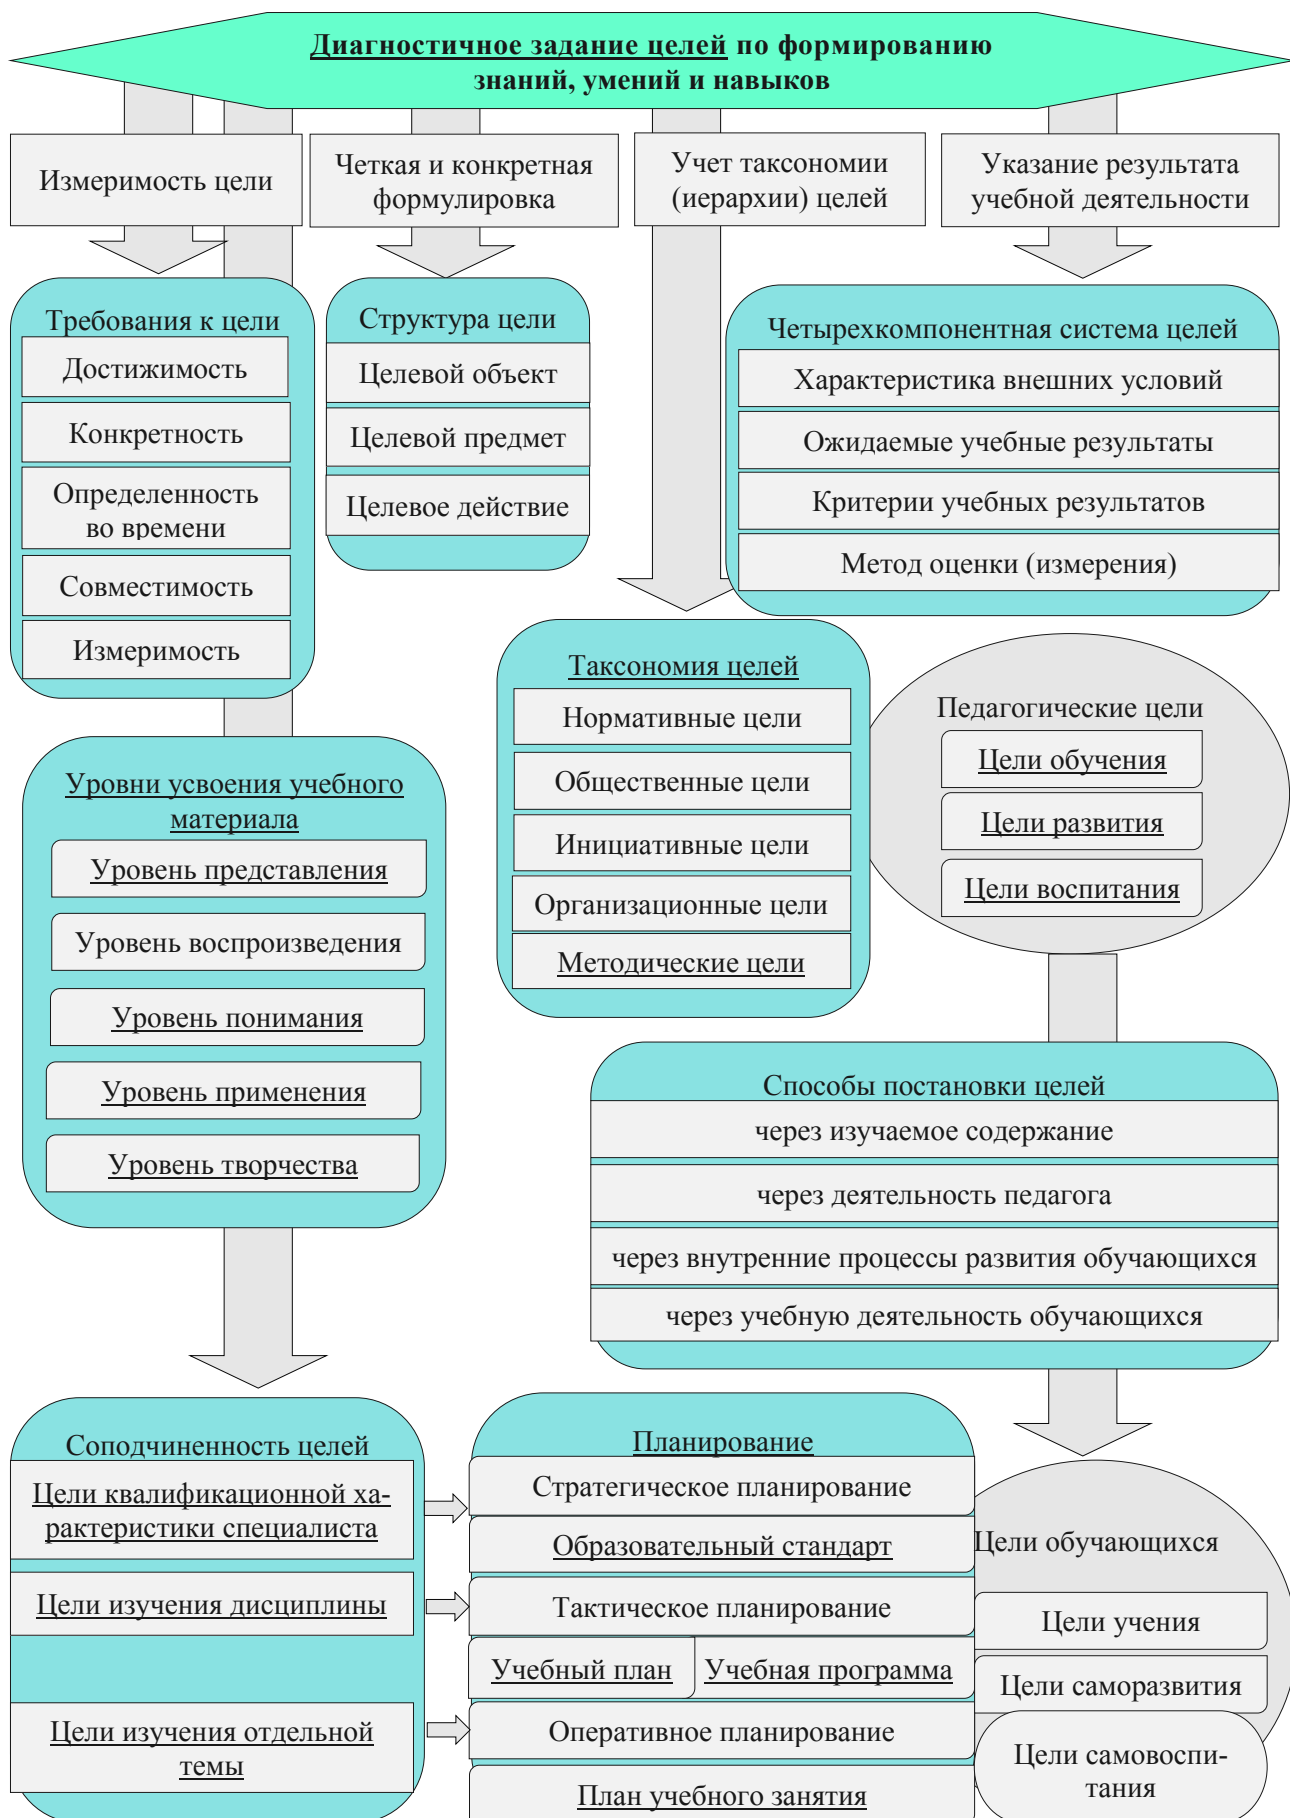 Диагностичное задание целей по формированию
знаний, умений и навыков
Измеримость цели
Четкая и конкретная
формулировка
Учет таксономии
(иерархии) целей
Указание результата
учебной деятельности
Требования к цели
Достижимость
Конкретность
Определенность
во времени
Совместимость
Измеримость
Структура цели
Целевой объект
Целевой предмет
Целевое действие
Четырехкомпонентная система целей
Характеристика внешних условий
Ожидаемые учебные результаты
Критерии учебных результатов
Метод оценки (измерения)
Таксономия целей
Нормативные цели
Общественные цели
Инициативные цели
Организационные цели
Методические цели
Педагогические цели
Цели обучения
Цели развития
Цели воспитания
Уровни усвоения учебного
материала
Уровень представления
Уровень воспроизведения
Уровень понимания
Уровень применения
Уровень творчества
Способы постановки целей
через изучаемое содержание
через деятельность педагога
через внутренние процессы развития обучающихся
через учебную деятельность обучающихся
Соподчиненность целей
Цели квалификационной ха-
рактеристики специалиста
Цели изучения дисциплины
Цели изучения отдельной
темы
Планирование
Стратегическое планирование
Образовательный стандарт
Тактическое планирование
Учебный план
Учебная программа
Оперативное планирование
План учебного занятия
Цели обучающихся
Цели учения
Цели саморазвития
Цели самовоспи-
тания